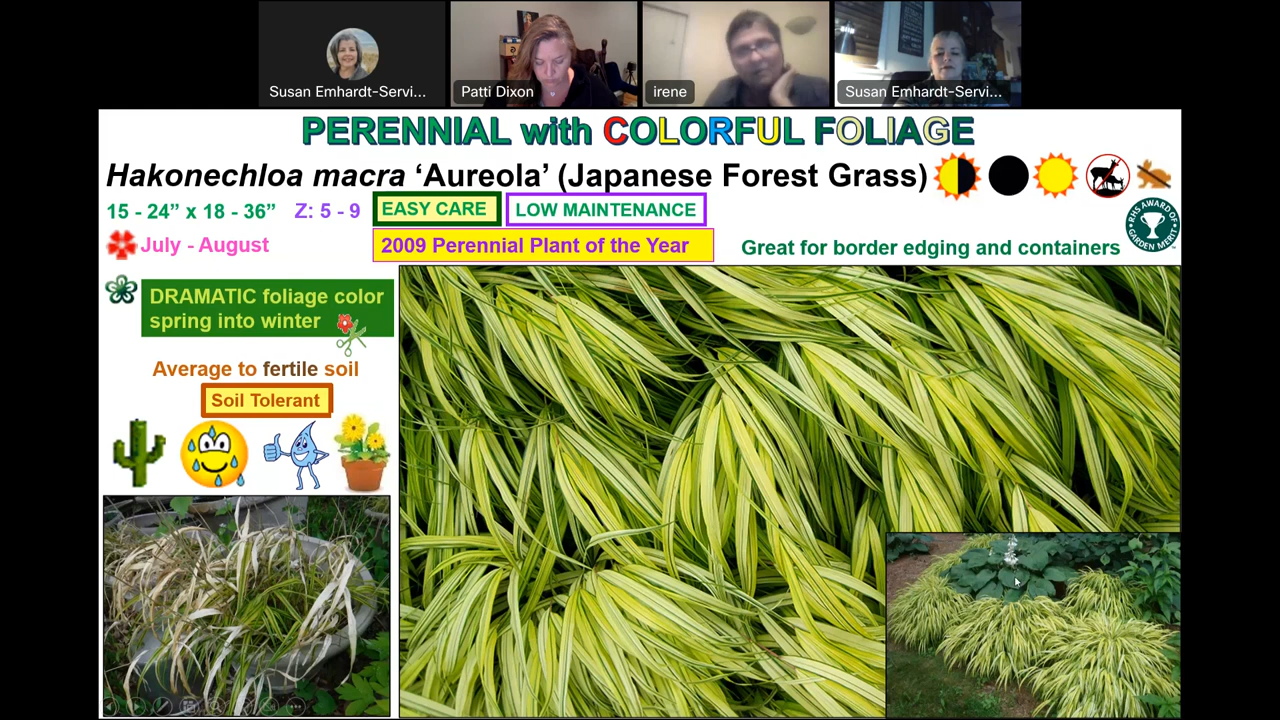 Susan Emhardt-Servi...
Patti Dixon
irene
Susan Emhardt-Servi...
PERENNIAL with COLORFUL FOLIAGE
Hakonechloa macra ‘Aureola’ (Japanese Forest Grass)
15 - 24” x 18 - 36” Z: 5 - 9 EASY CARE LOW MAINTENANCE
RHS AWARD OF GARDEN MERIT
July - August 2009 Perennial Plant of the Year Great for border edging and containers
DRAMATIC foliage color
spring into winter
Average to fertile soil
Soil Tolerant